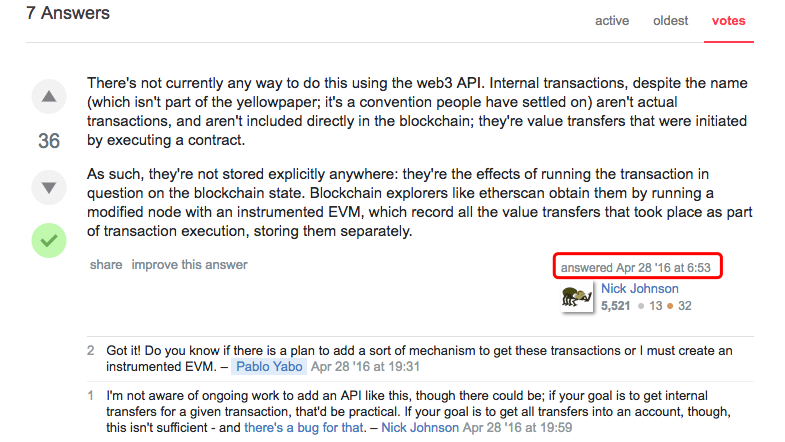 7 Answers
active oldest votes
There's not currently any way to do this using the web3 API. Internal transactions, despite the name
(which isn't part of the yellowpaper; it's a convention people have settled on) aren't actual
transactions, and aren't included directly in the blockchain; they're value transfers that were initiated
by executing a contract.
36
As such, they're not stored explicitly anywhere: they're the effects of running the transaction in
question on the blockchain state. Blockchain explorers like etherscan obtain them by running a
modified node with an instrumented EVM, which record all the value transfers that took place as part
of transaction execution, storing them separately.
share improve this answer
answered Apr 28 '16 at 6:53
Nick Johnson
5,521 13 32
2 Got it! Do you know if there is a plan to add a sort of mechanism to get these transactions or I must create an
instrumented EVM. – Pablo Yabo Apr 28 '16 at 19:31
1 I'm not aware of ongoing work to add an API like this, though there could be; if your goal is to get internal
transfers for a given transaction, that'd be practical. If your goal is to get all transfers into an account, though,
this isn't sufficient - and there's a bug for that. – Nick Johnson Apr 28 '16 at 19:59